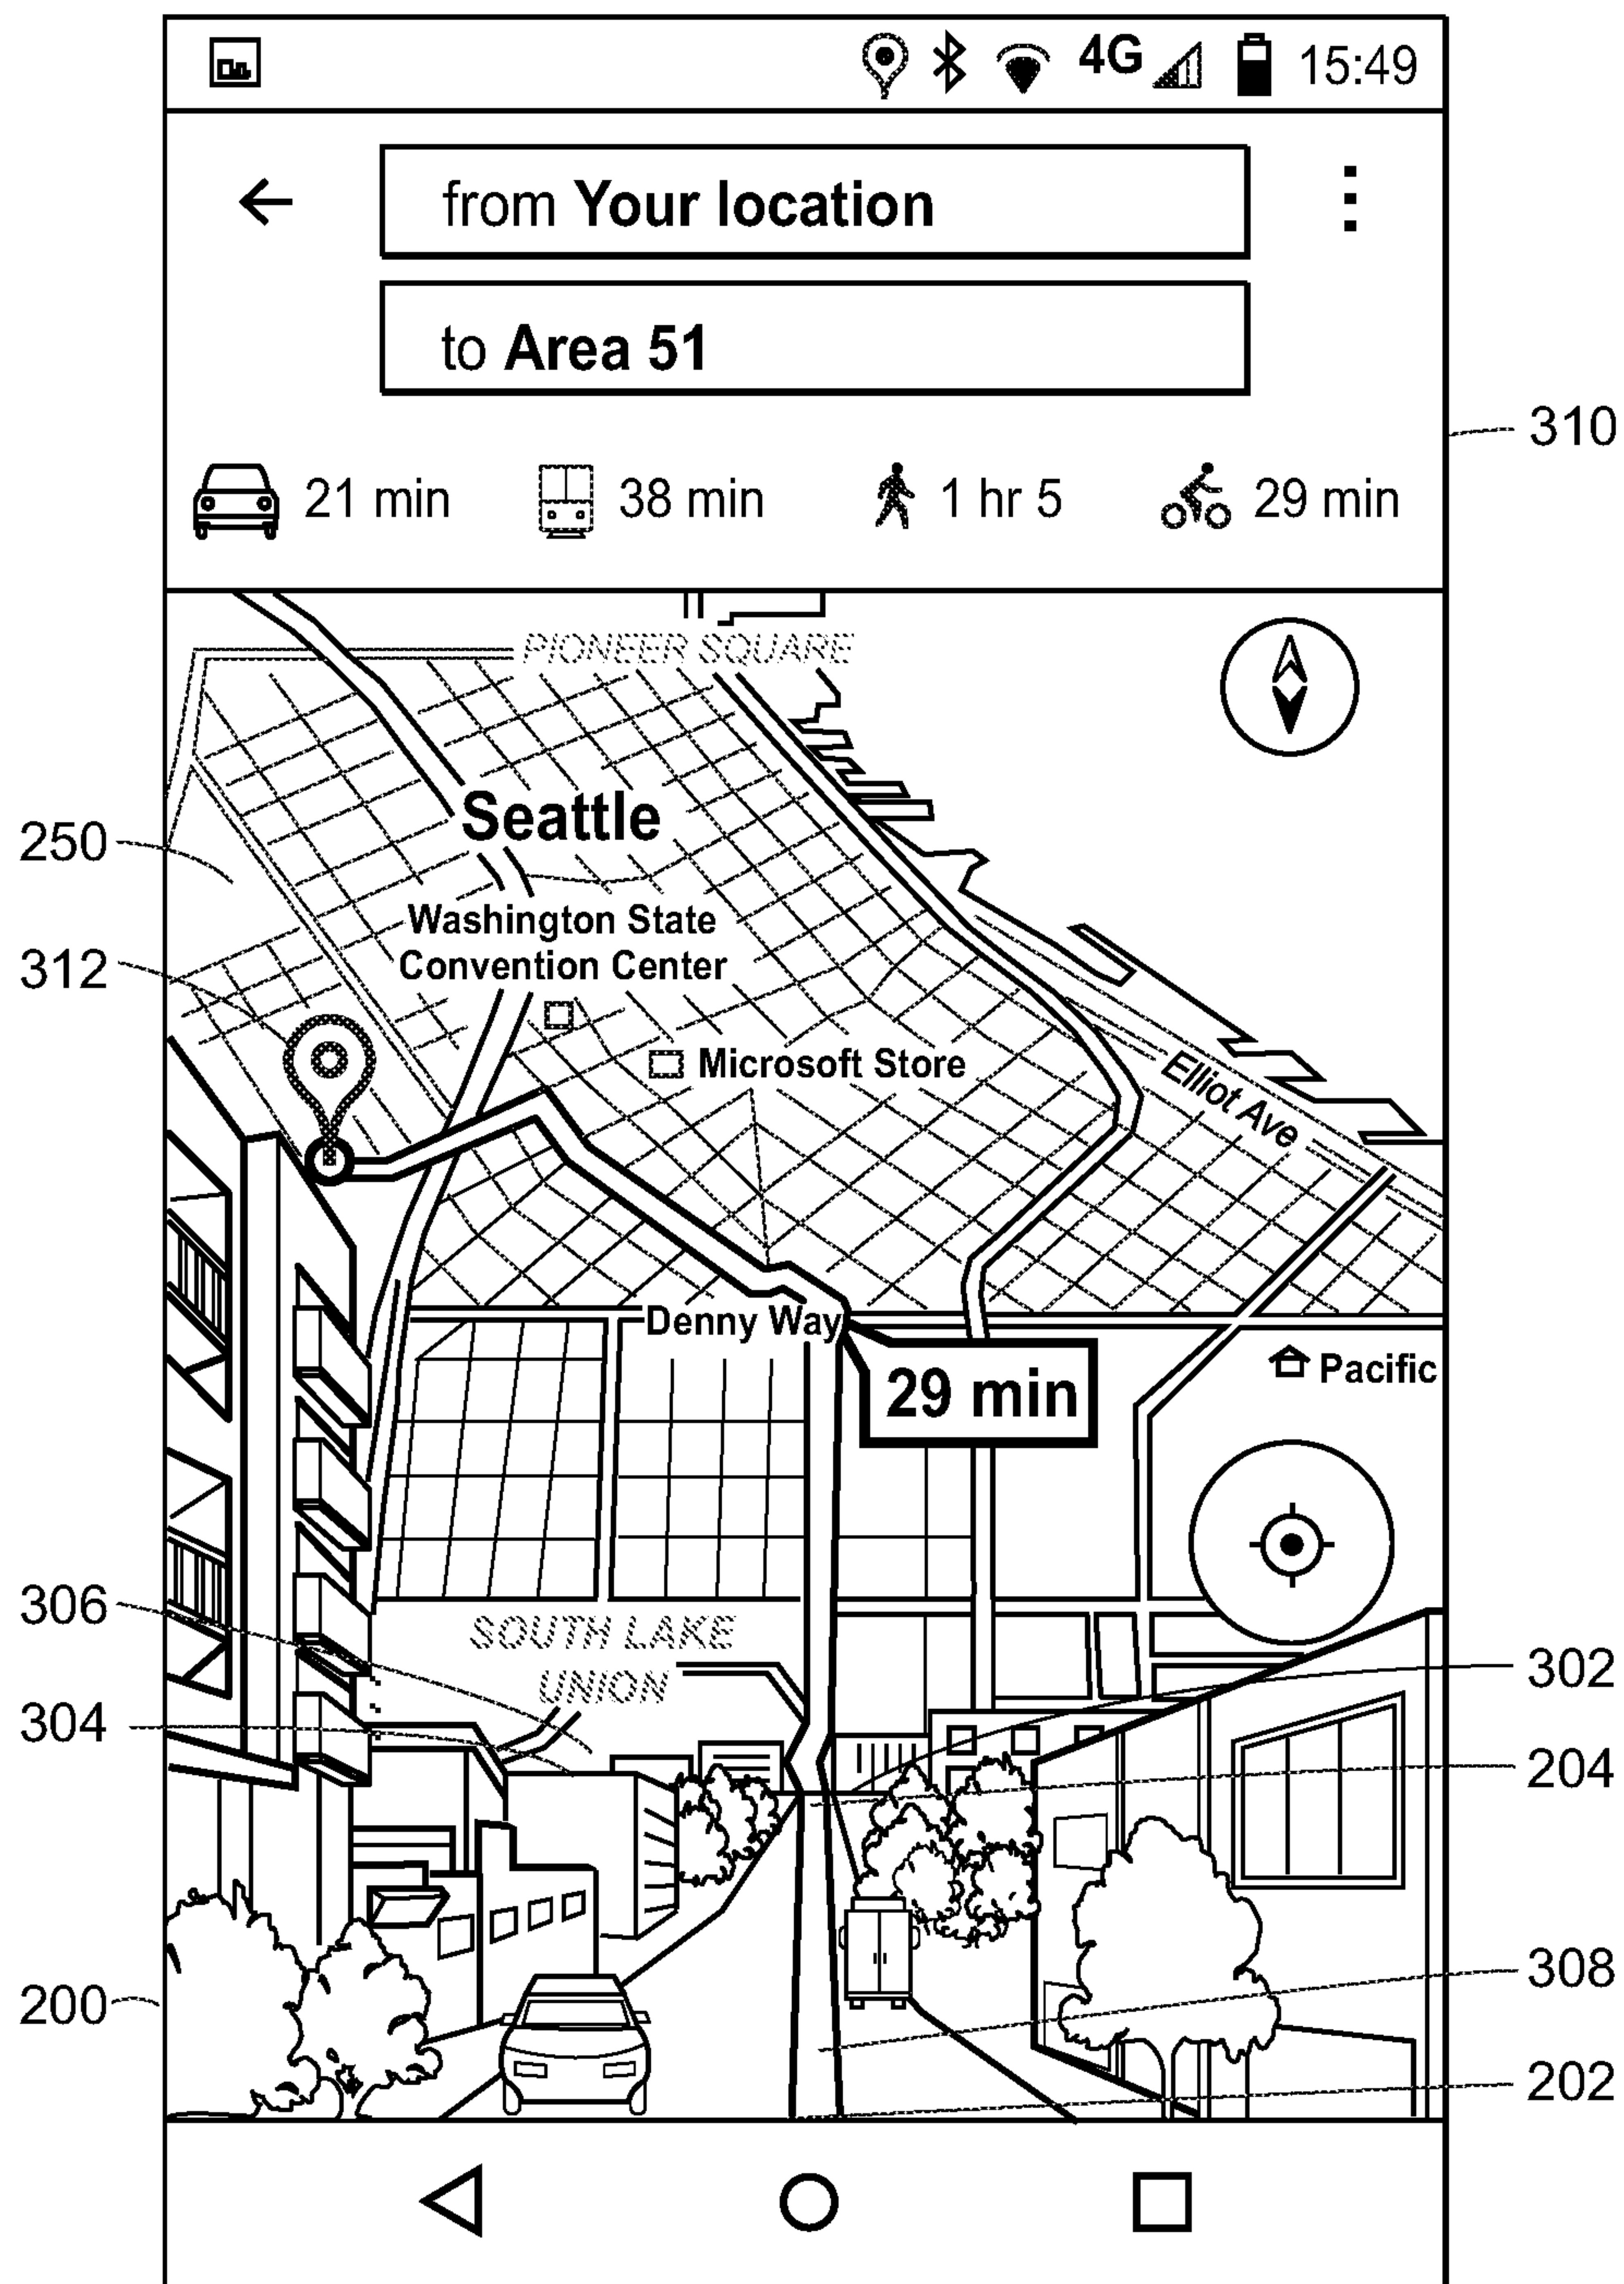 4G 15:49
from Your location
to Area 51
310
21 min 38 min 1 hr 5 29 min
PIONEER SQUARE
Seattle
250
Washington State
Convention Center
312
Microsoft Store
Elliot Ave
Denny Way
Pacific
29 min
306
SOUTH LAKE
UNION
302
304
204
308
200
202